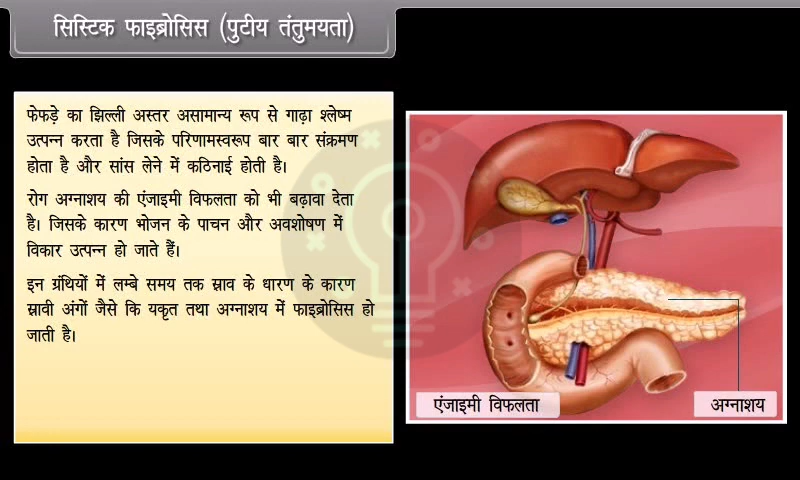 सिस्टिक फाइब्रोसिस (पुटीय तंतुमयता)
फेफड़े का झिल्ली अस्तर असामान्य रूप से गाढ़ा श्लेष्म
उत्पन्न करता है जिसके परिणामस्वरूप बार बार संक्रमण
होता है और सांस लेने में कठिनाई होती है।
रोग अग्नाशय की एंजाइमी विफलता को भी बढ़ावा देता
है। जिसके कारण भोजन के पाचन और अवशोषण में
विकार उत्पन्न हो जाते हैं।
इन ग्रंथियों में लम्बे समय तक स्राव के धारण के कारण
स्रावी अंगों जैसे कि यकृत तथा अग्नाशय में फाइब्रोसिस हो
जाती है।
एंजाइमी विफलता
अग्नाशय